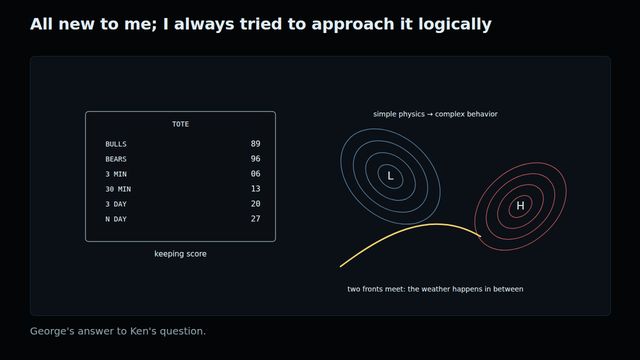 All new to me; I always tried to approach it logically
TOTE
BULLS 89
BEARS 96
3 MIN 06
30 MIN 13
3 DAY 20
N DAY 27
keeping score
simple physics → complex behavior
L
H
two fronts meet: the weather happens in between
George's answer to Ken's question.